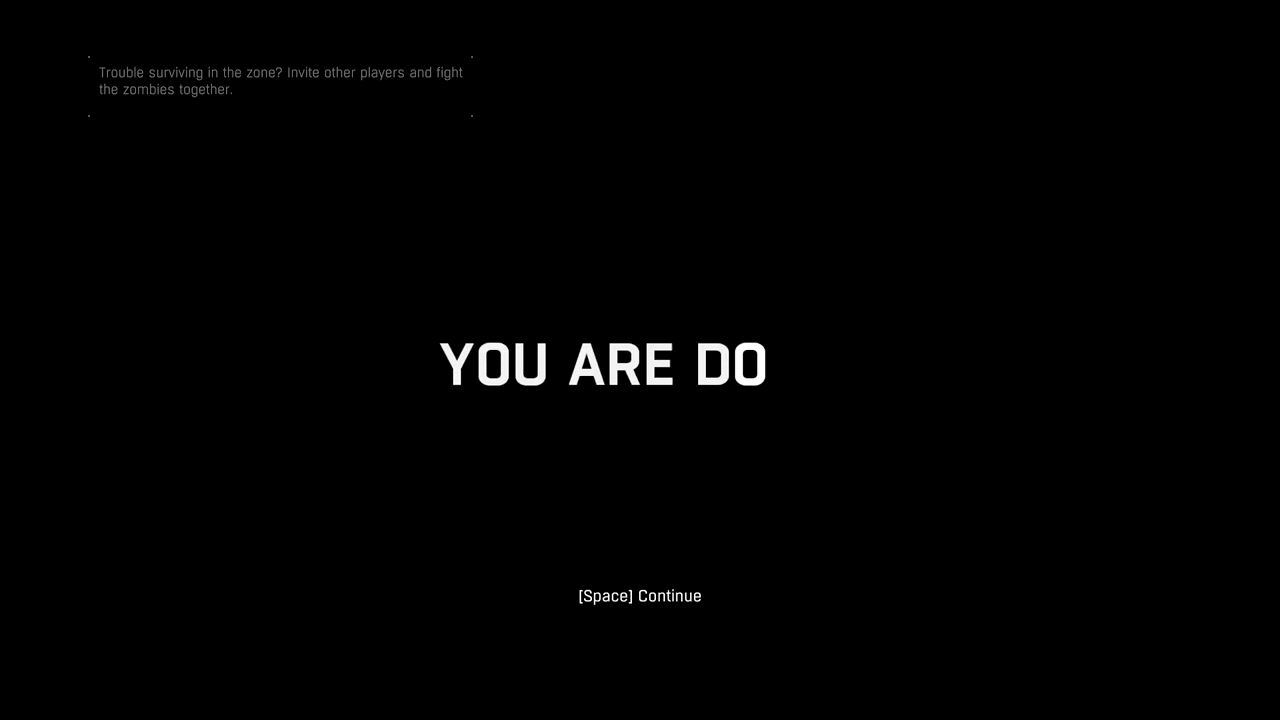 Trouble surviving in the zone? Invite other players and fight
the zombies together.
YOU ARE DO
[Space] Continue